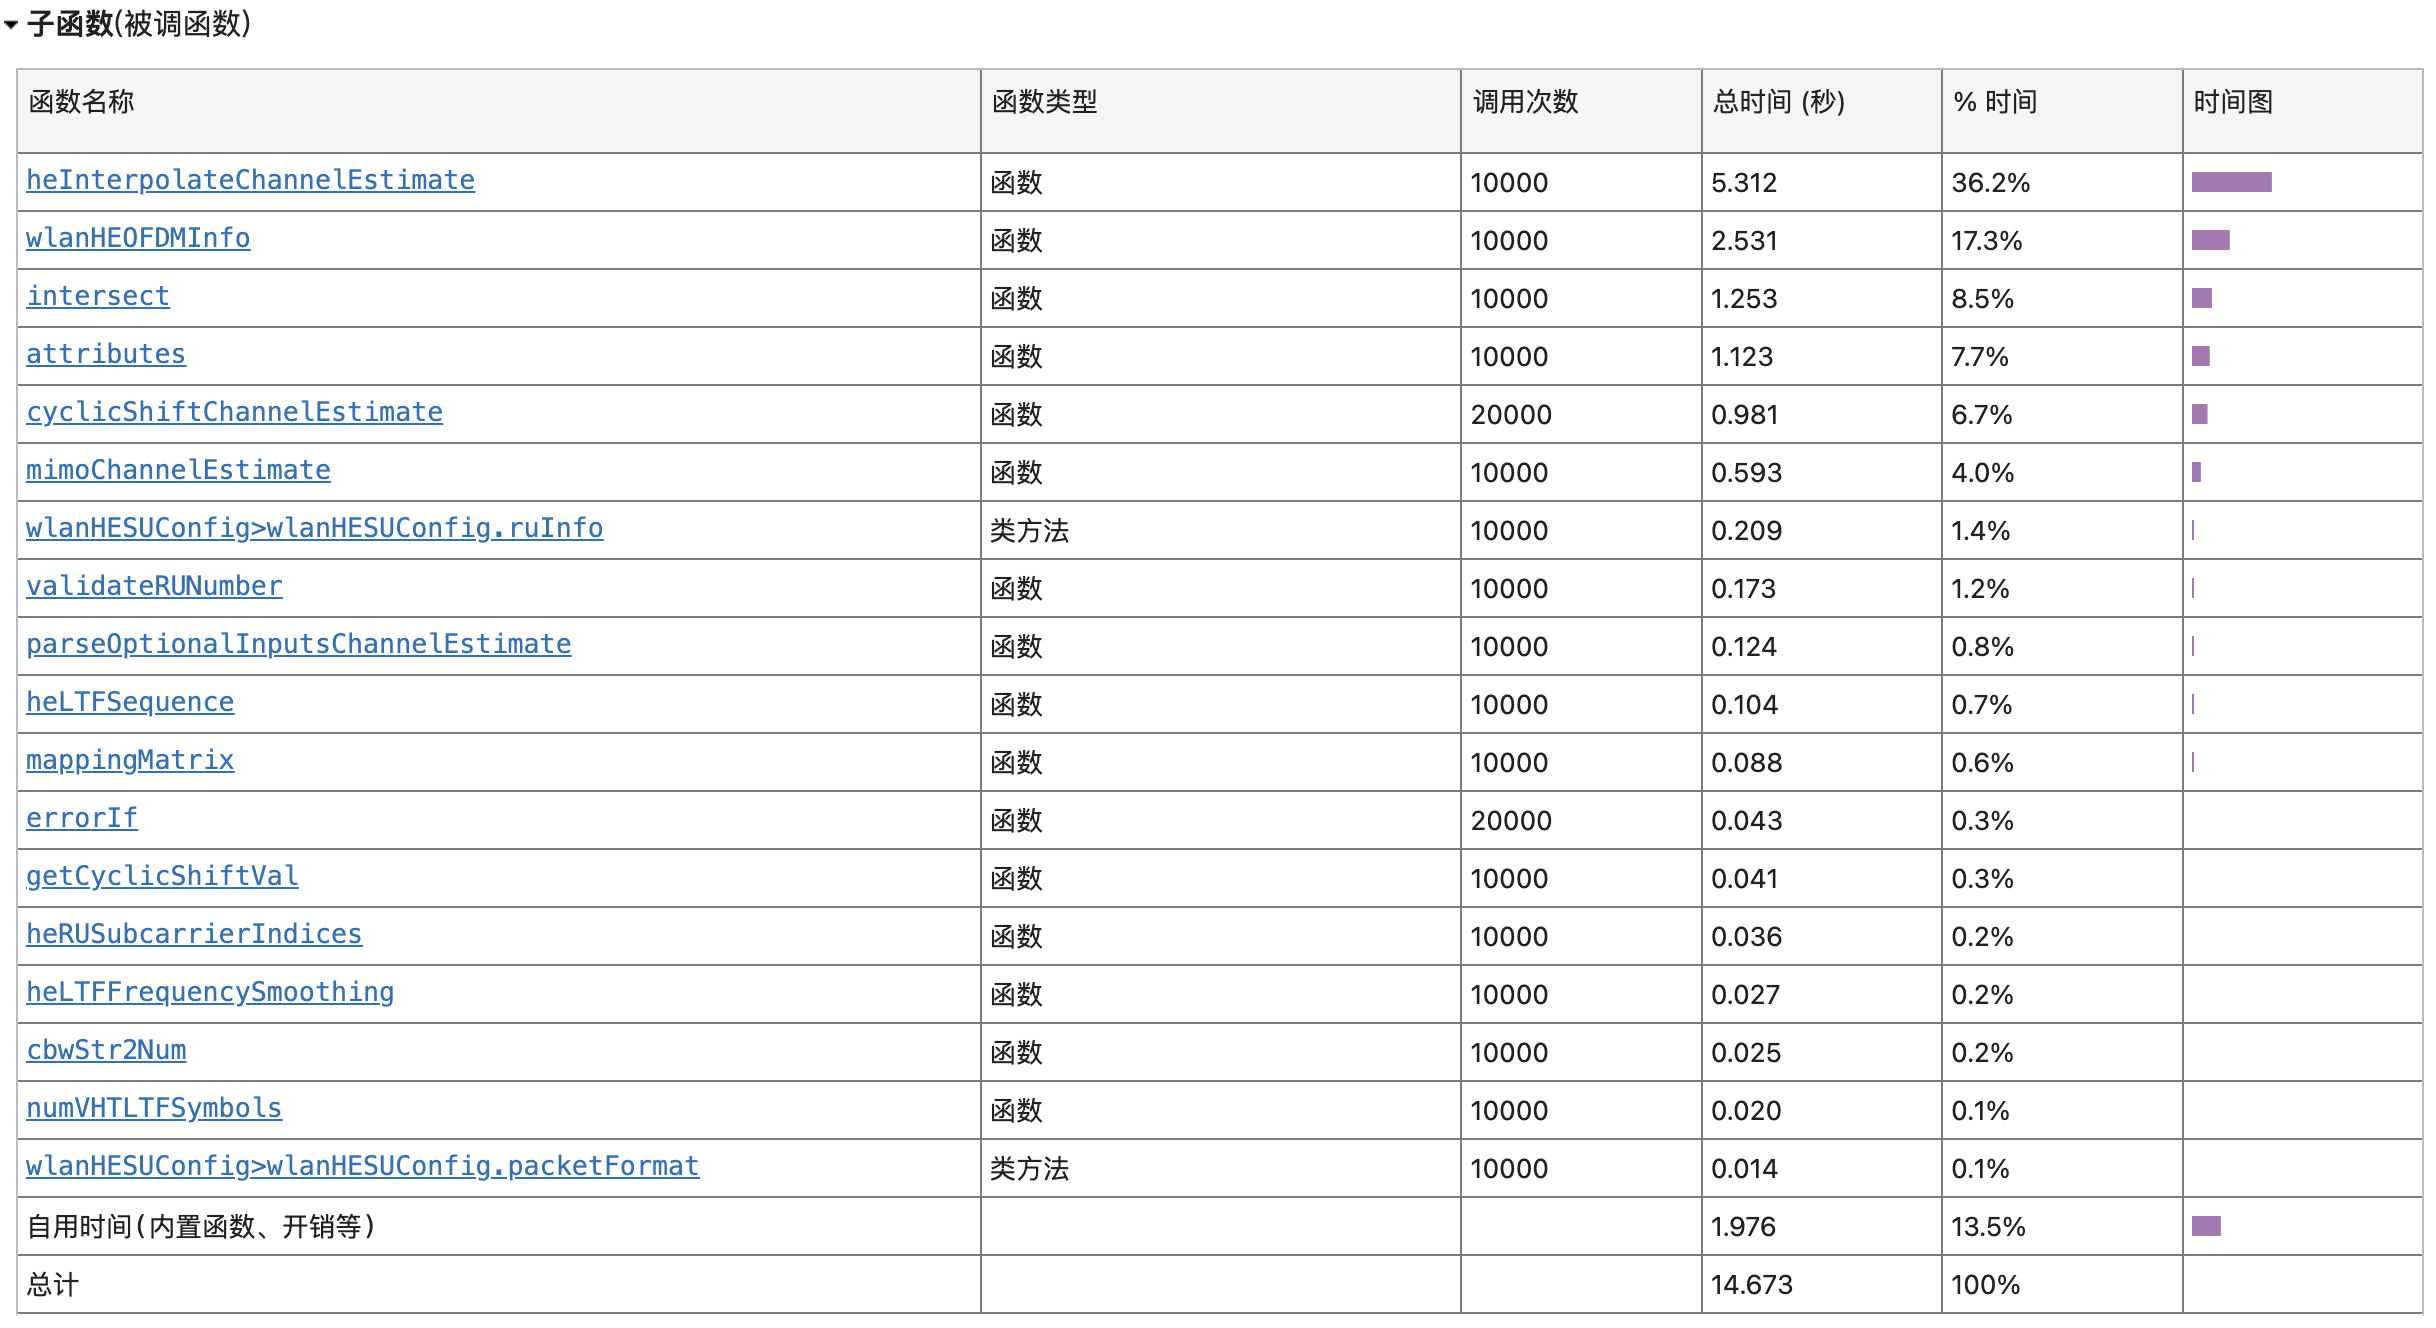 子函数(被调函数)
函数名称 函数类型 调用次数 总时间 (秒) % 时间 时间图
heInterpolateChannelEstimate 函数 10000 5.312 36.2%
wlanHEOFDMInfo 函数 10000 2.531 17.3%
intersect 函数 10000 1.253 8.5%
attributes 函数 10000 1.123 7.7%
cyclicShiftChannelEstimate 函数 20000 0.981 6.7%
mimoChannelEstimate 函数 10000 0.593 4.0%
wlanHESUConfig>wlanHESUConfig.ruInfo 类方法 10000 0.209 1.4%
validateRUNumber 函数 10000 0.173 1.2%
parseOptionalInputsChannelEstimate 函数 10000 0.124 0.8%
heLTFSequence 函数 10000 0.104 0.7%
mappingMatrix 函数 10000 0.088 0.6%
errorIf 函数 20000 0.043 0.3%
getCyclicShiftVal 函数 10000 0.041 0.3%
heRUSubcarrierIndices 函数 10000 0.036 0.2%
heLTFFrequencySmoothing 函数 10000 0.027 0.2%
cbwStr2Num 函数 10000 0.025 0.2%
numVHTLTFSymbols 函数 10000 0.020 0.1%
wlanHESUConfig>wlanHESUConfig.packetFormat 类方法 10000 0.014 0.1%
自用时间(内置函数、开销等) 1.976 13.5%
总计 14.673 100%